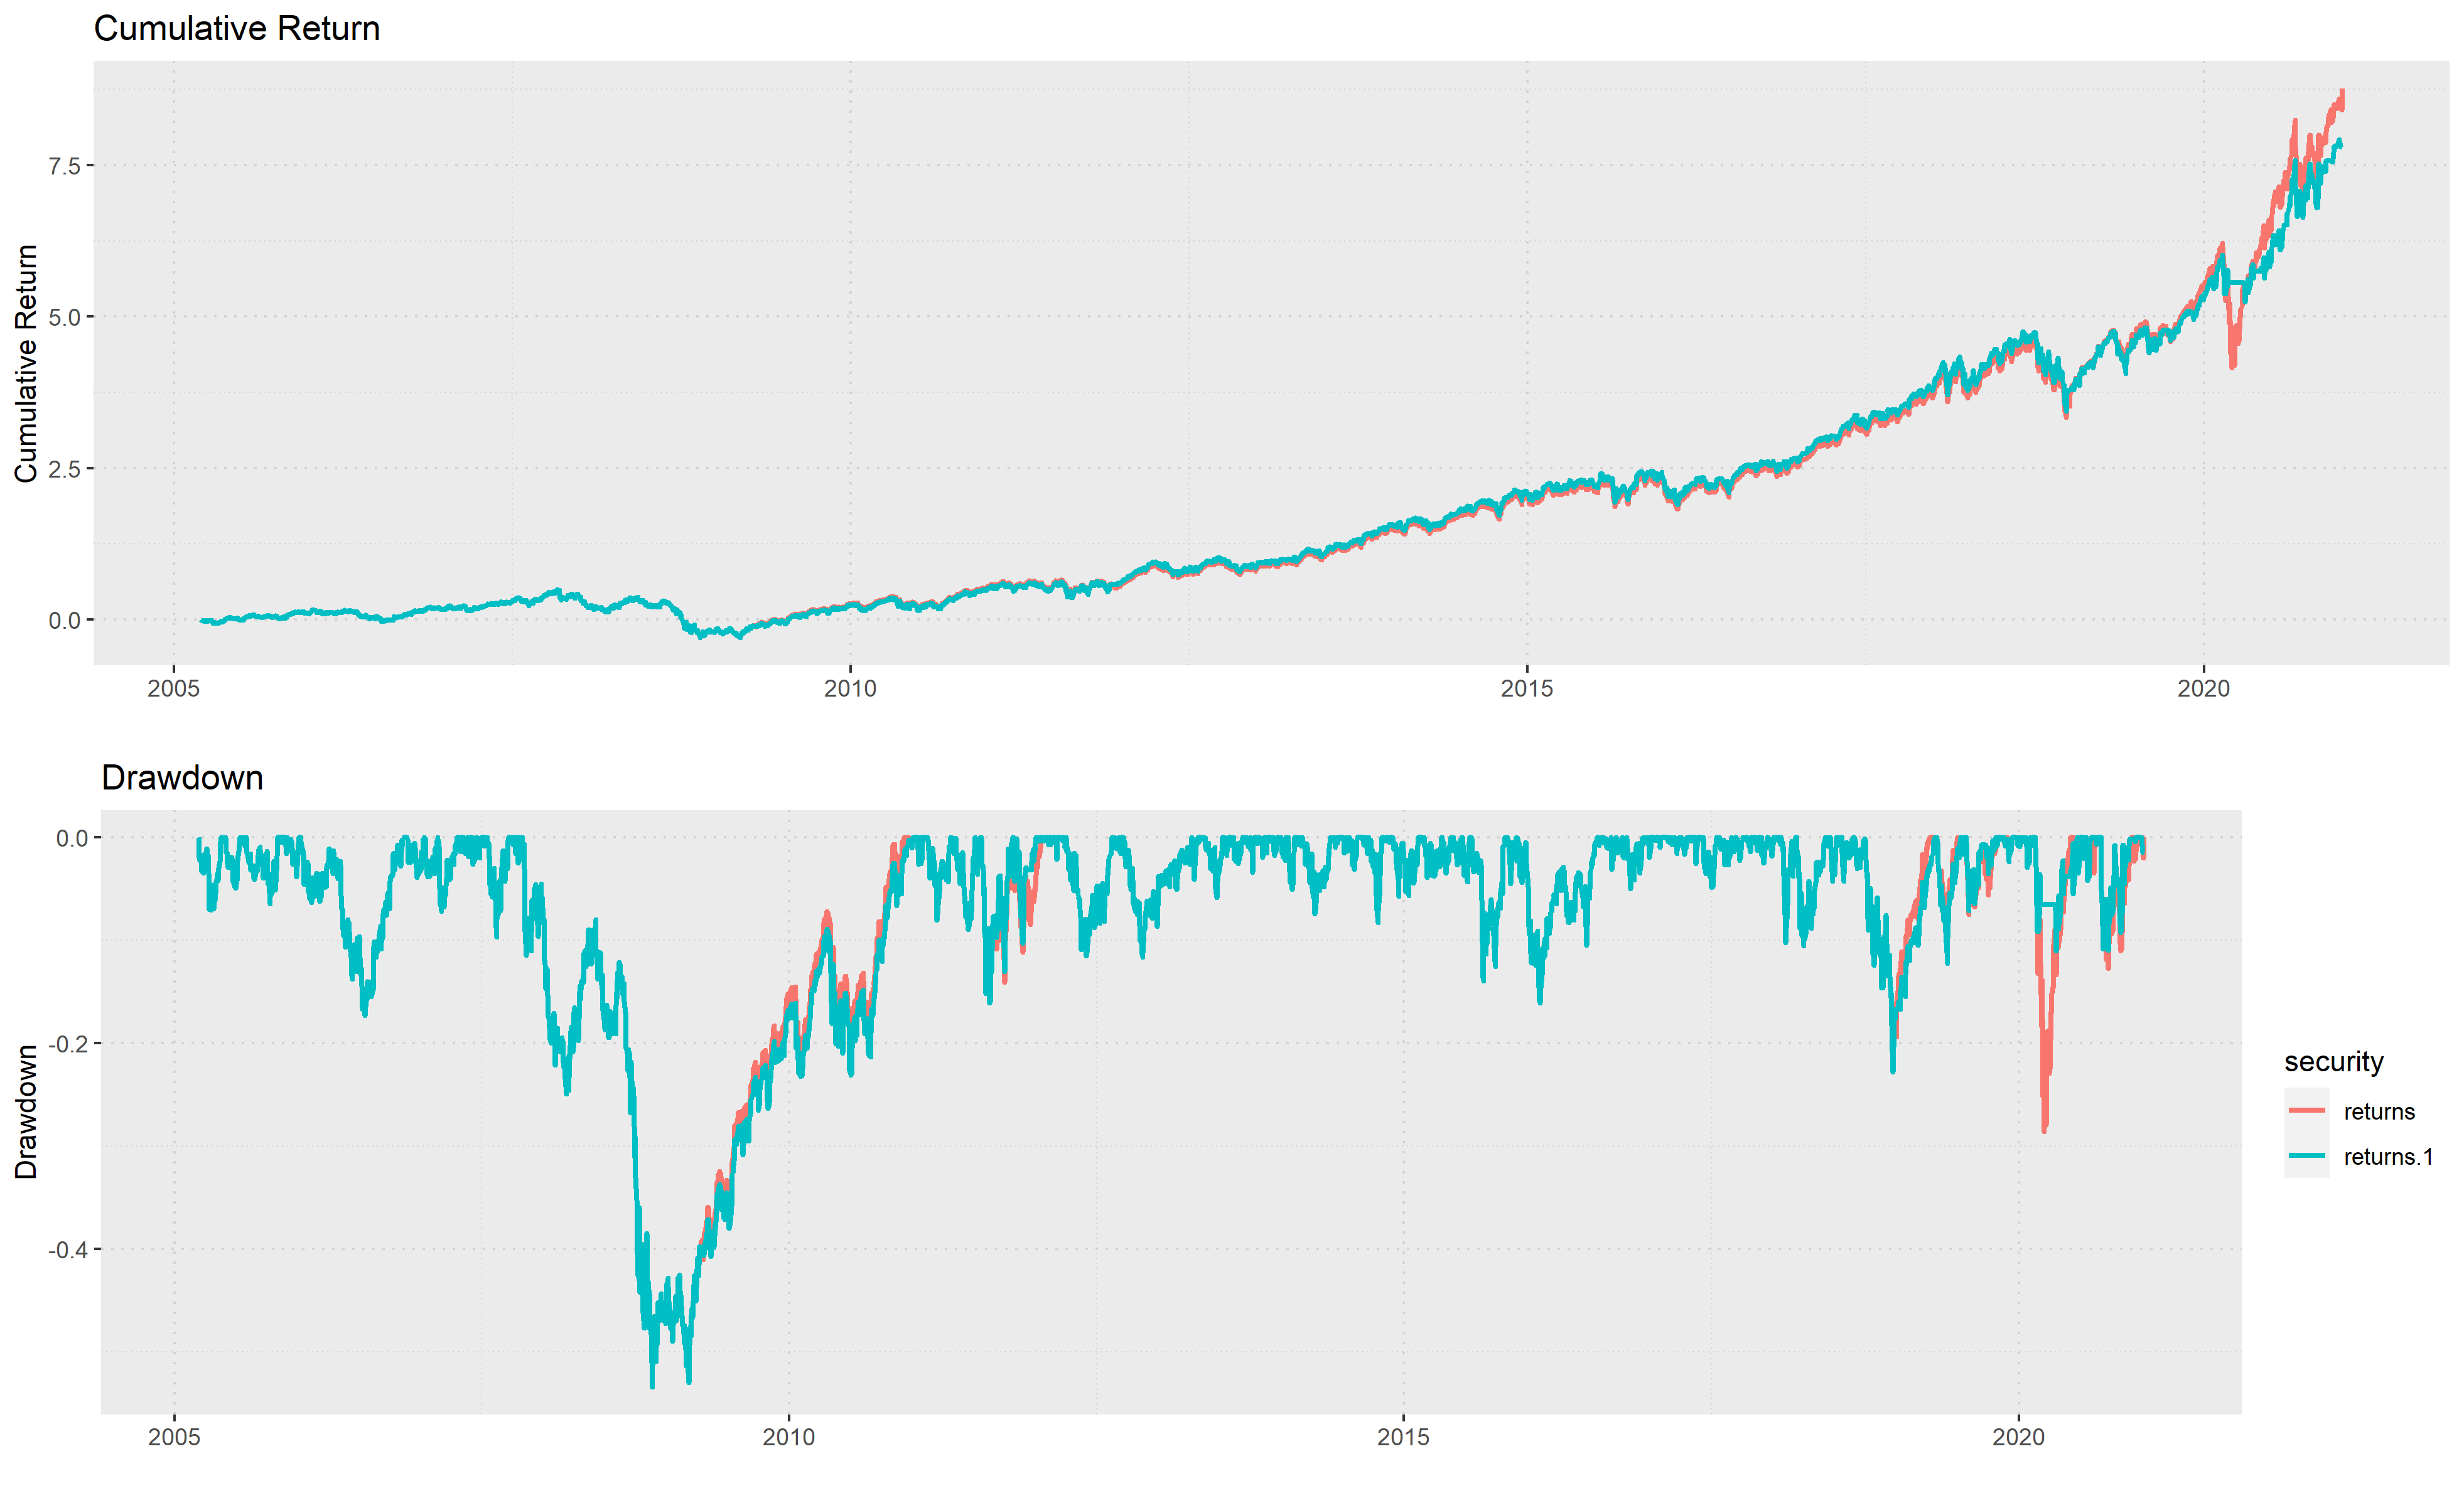 Cumulative Return
Cumulative Return
7.5
5.0
2.5
0.0
2005 2010 2015 2020
Drawdown
Drawdown
0.0
-0.2
-0.4
2005 2010 2015 2020
security
returns
returns.1